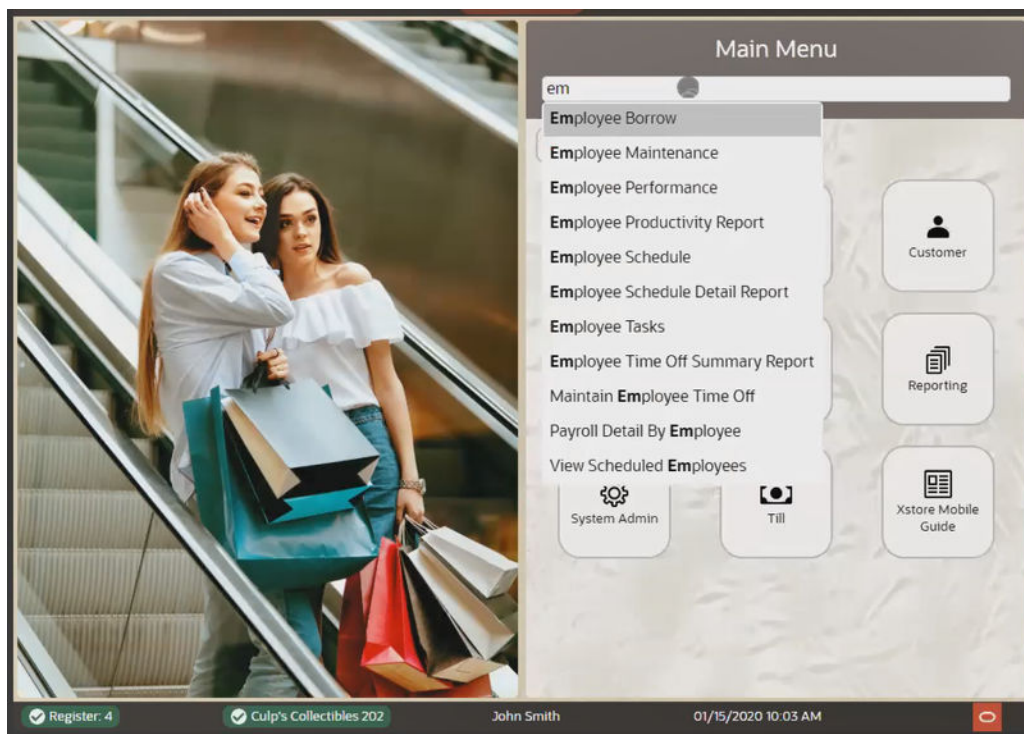 Main Menu
em
Employee Borrow
Employee Maintenance
Employee Performance
Employee Productivity Report
Employee Schedule
Employee Schedule Detail Report
Employee Tasks
Employee Time Off Summary Report
Maintain Employee Time Off
Payroll Detail By Employee
View Scheduled Employees
Customer
Reporting
System Admin
Till
Xstore Mobile
Guide
Register: 4
Culp's Collectibles 202
John Smith
01/15/2020 10:03 AM